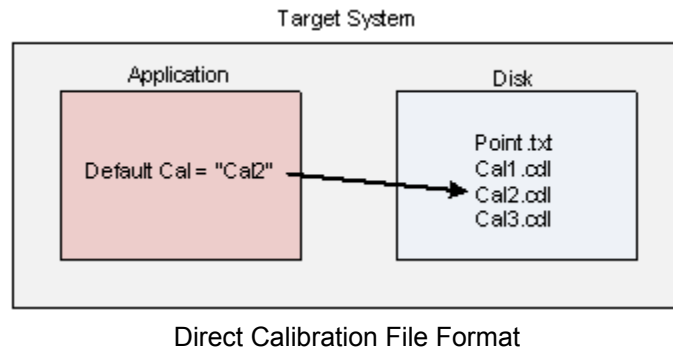 Target System
Application
Disk
Default Cal = "Cal2"
Point.txt
Cal1.cdl
Cal2.cdl
Cal3.cdl
Direct Calibration File Format